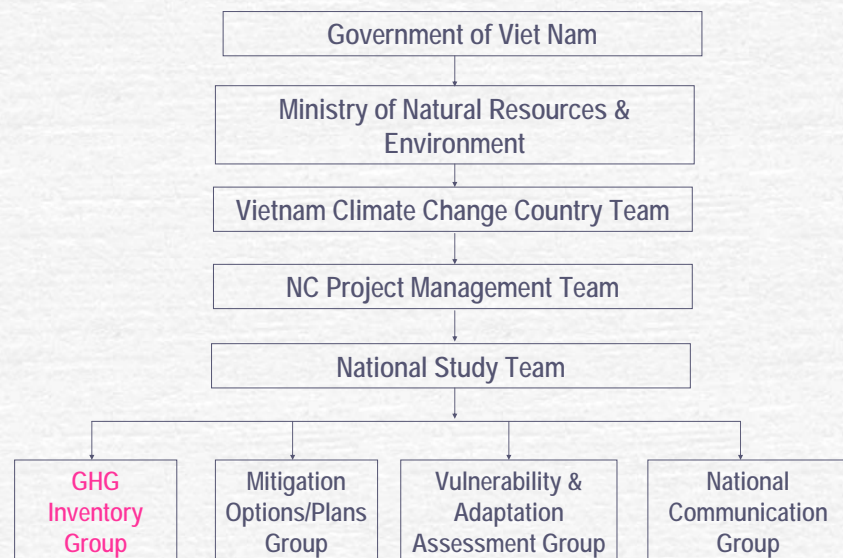 Government of Viet Nam
Ministry of Natural Resources &
Environment
Vietnam Climate Change Country Team
NC Project Management Team
National Study Team
GHG
Inventory
Group
Mitigation
Options/Plans
Group
Vulnerability &
Adaptation
Assessment Group
National
Communication
Group